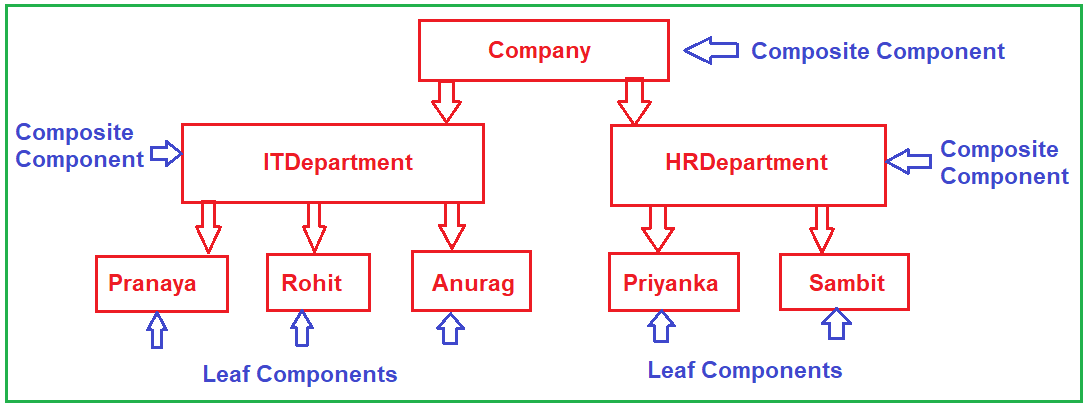 Company
Composite Component
Composite
Component
ITDepartment
HRDepartment
Composite
Component
Pranaya
Rohit
Anurag
Priyanka
Sambit
Leaf Components
Leaf Components